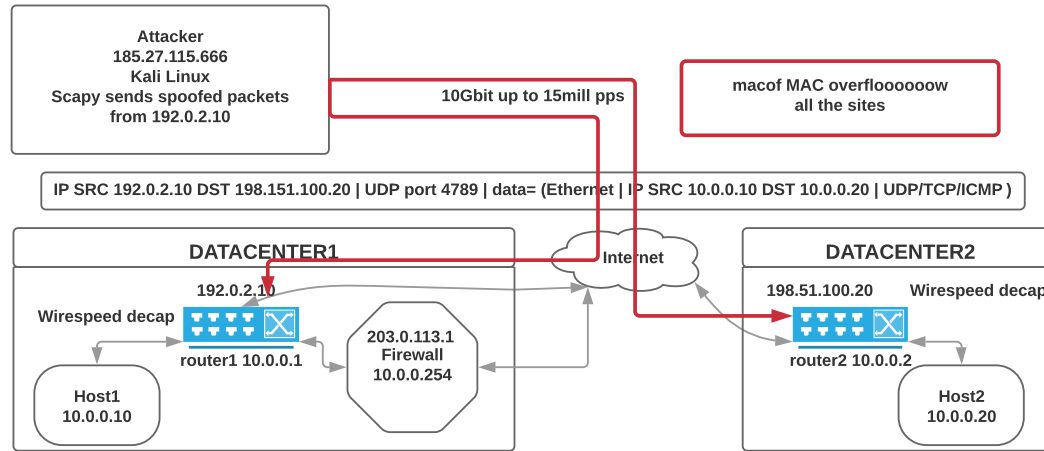 Attacker
185.27.115.666
Kali Linux
Scapy sends spoofed packets
from 192.0.2.10
10Gbit up to 15mill pps
macof MAC overflooooooow
all the sites
IP SRC 192.0.2.10 DST 198.151.100.20 | UDP port 4789 | data= (Ethernet | IP SRC 10.0.0.10 DST 10.0.0.20 | UDP/TCP/ICMP )
DATACENTER1
Internet
DATACENTER2
192.0.2.10
198.51.100.20
Wirespeed decap
Wirespeed decap
router1 10.0.0.1
203.0.113.1
Firewall
10.0.0.254
router2 10.0.0.2
Host1
10.0.0.10
Host2
10.0.0.20